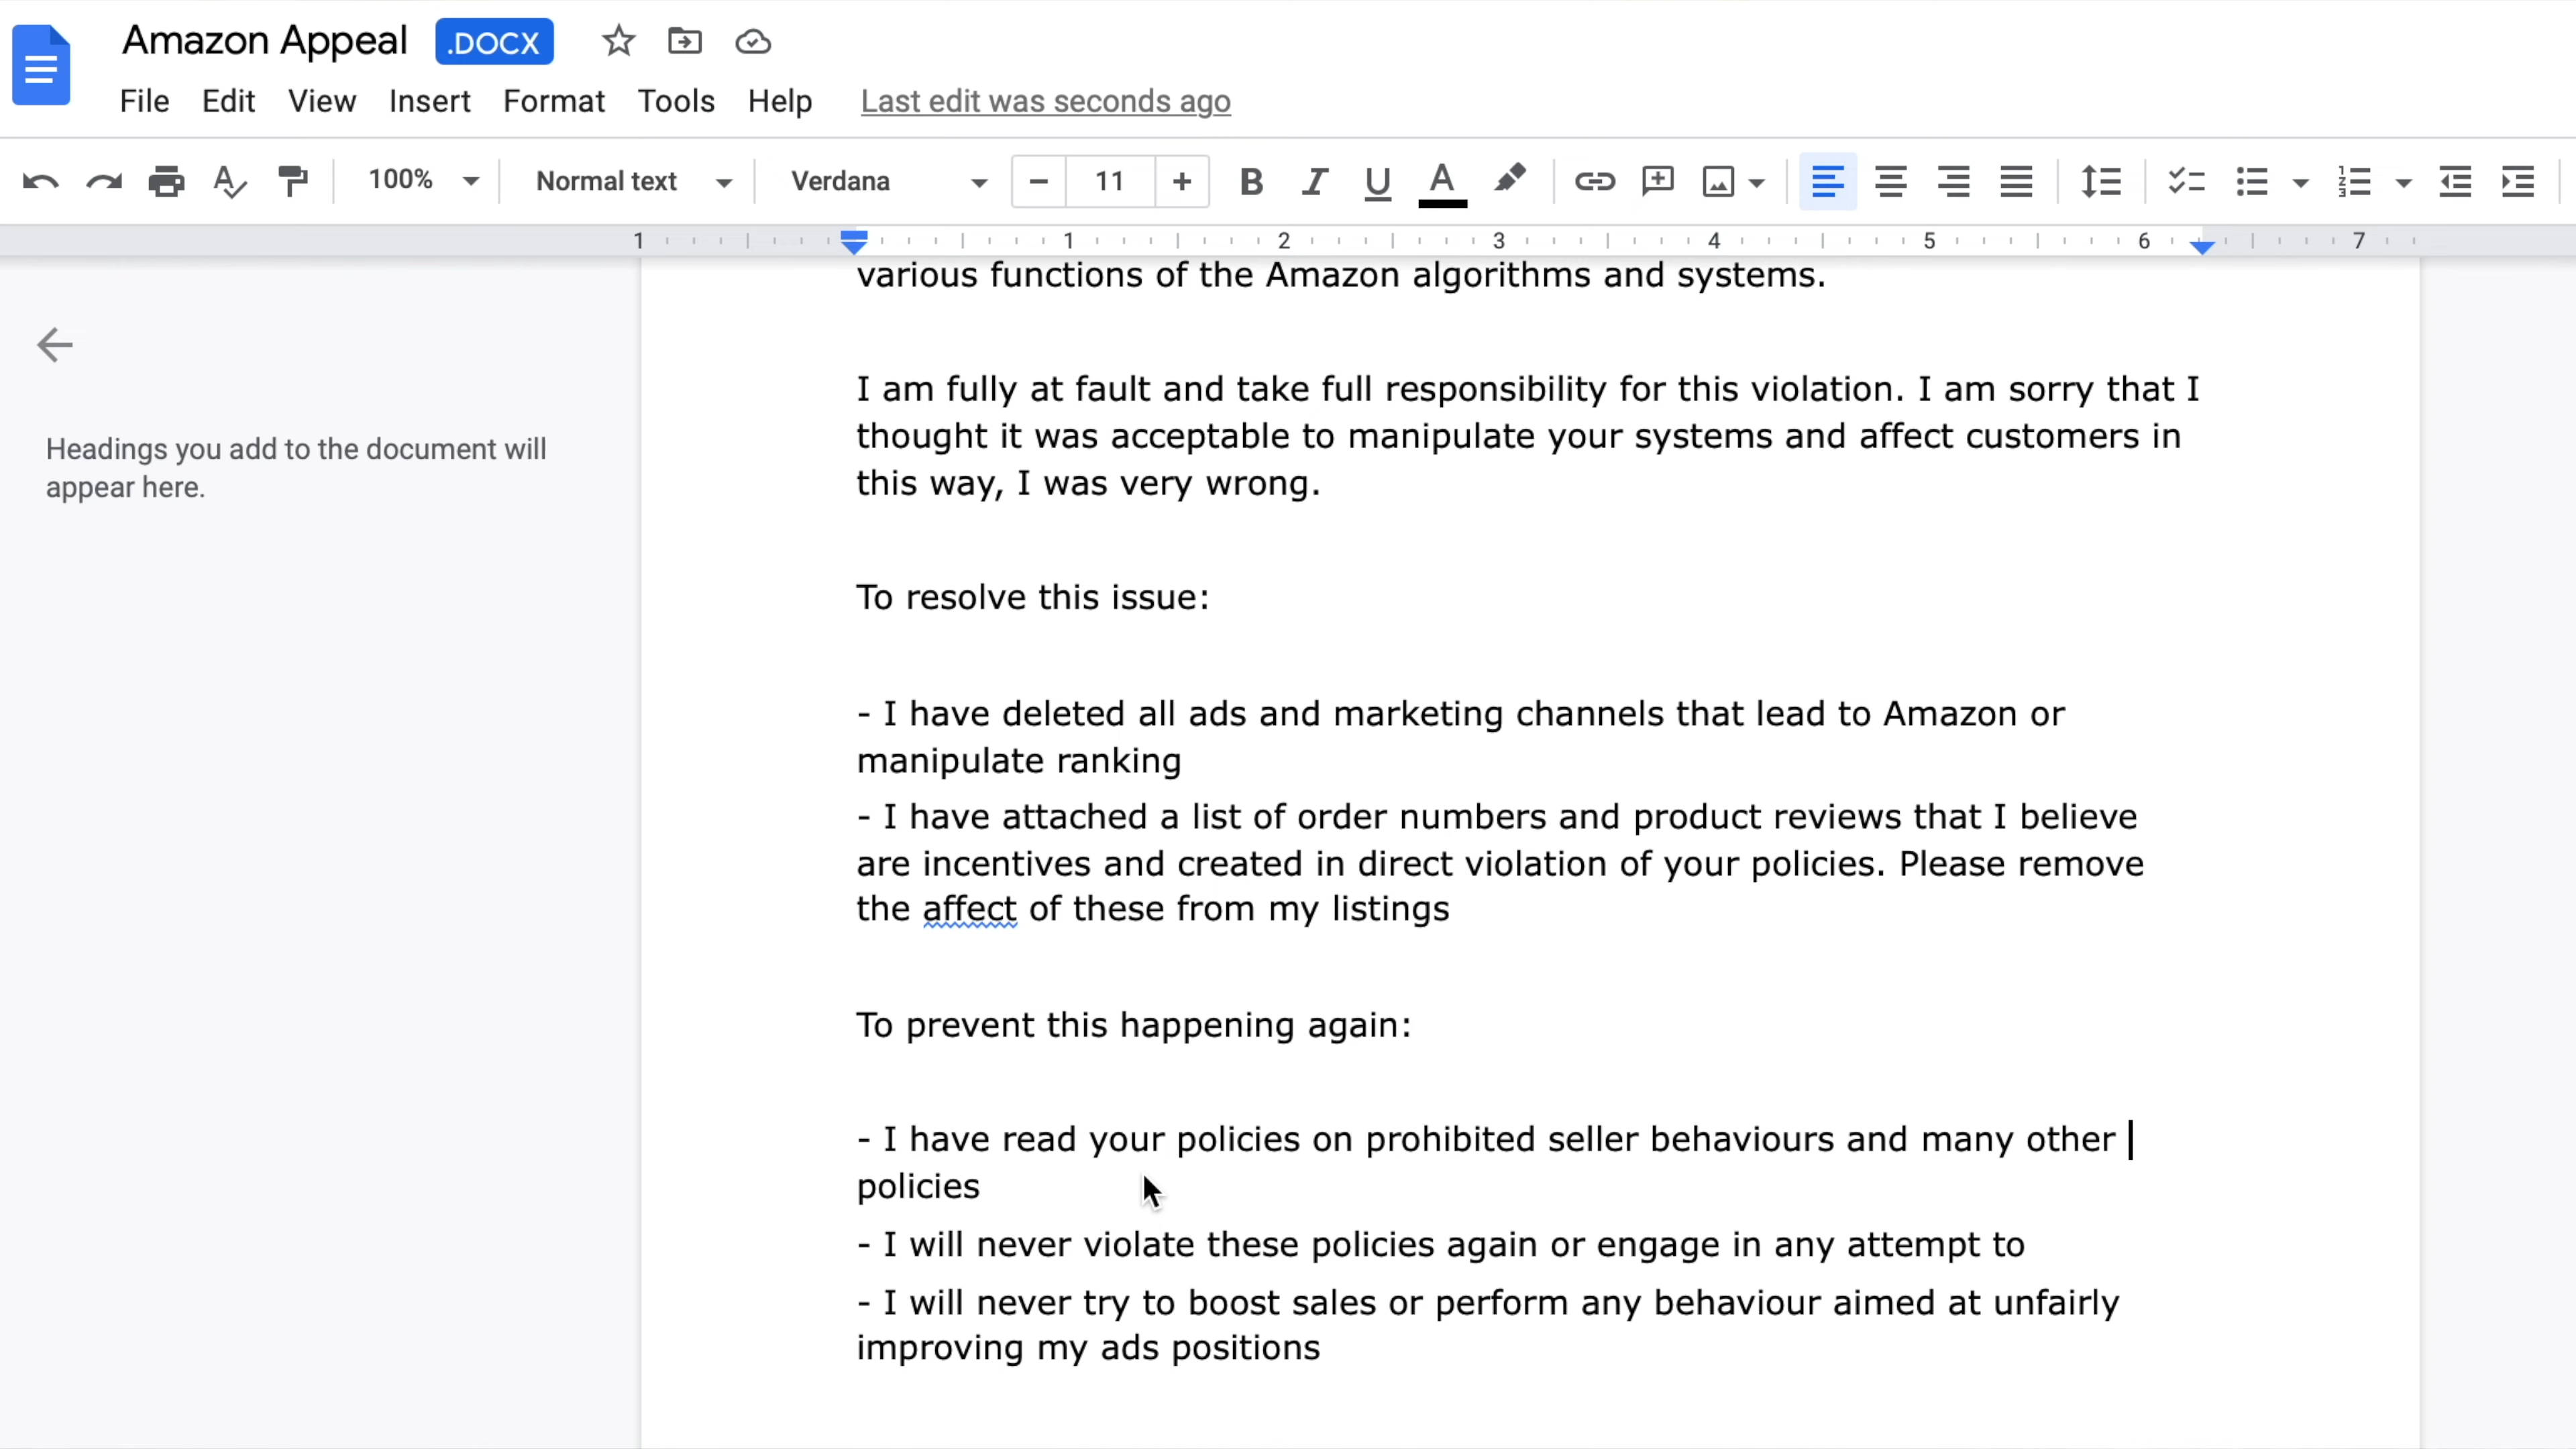 Amazon Appeal .DOCX
File Edit View Insert Format Tools Help Last edit was seconds ago
100% Normal text Verdana - 11 + B I U A
1 1 2 3 4 5 6 7
various functions of the Amazon algorithms and systems.
Headings you add to the document will
appear here.
I am fully at fault and take full responsibility for this violation. I am sorry that I
thought it was acceptable to manipulate your systems and affect customers in
this way, I was very wrong.
To resolve this issue:
- I have deleted all ads and marketing channels that lead to Amazon or
manipulate ranking
- I have attached a list of order numbers and product reviews that I believe
are incentives and created in direct violation of your policies. Please remove
the affect of these from my listings
To prevent this happening again:
- I have read your policies on prohibited seller behaviours and many other
policies
- I will never violate these policies again or engage in any attempt to
- I will never try to boost sales or perform any behaviour aimed at unfairly
improving my ads positions